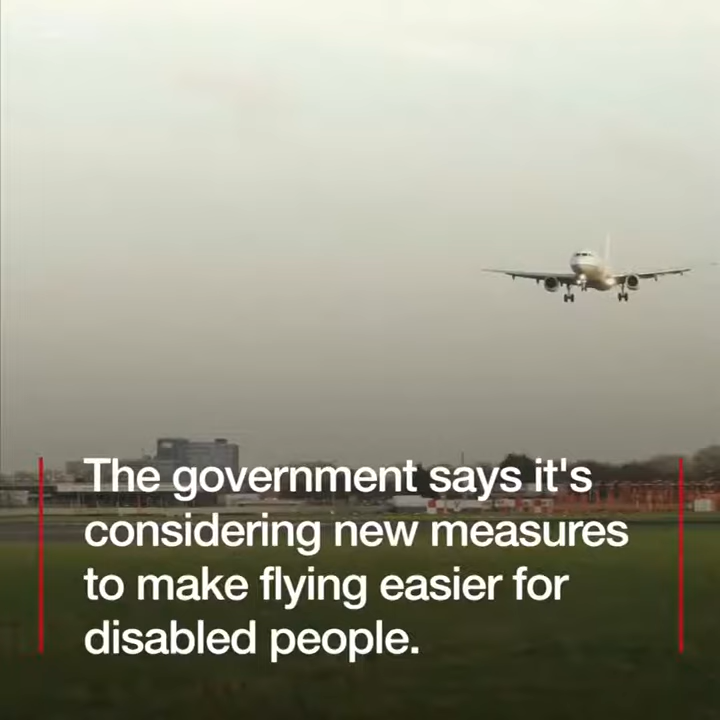 The government says it's
considering new measures
to make flying easier for
disabled people.